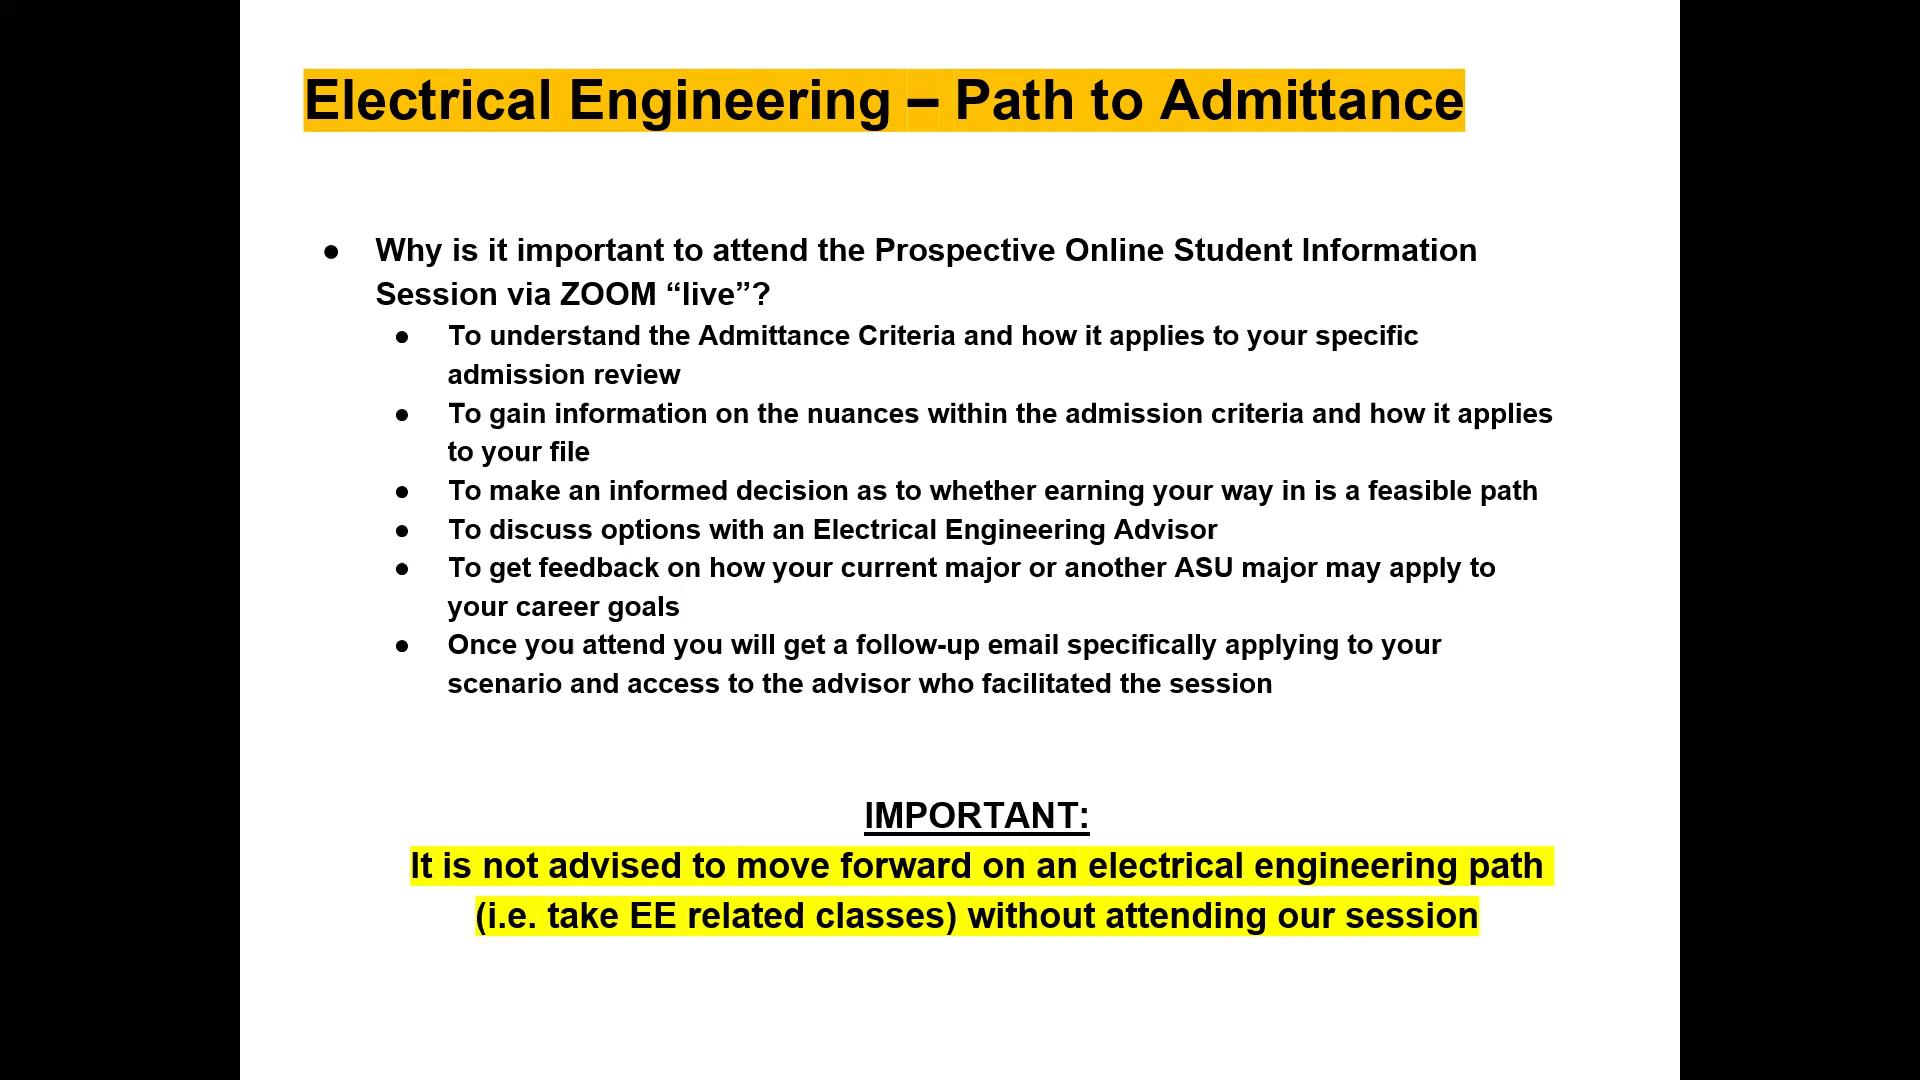 Electrical Engineering – Path to Admittance
● Why is it important to attend the Prospective Online Student Information
Session via ZOOM “live”?
● To understand the Admittance Criteria and how it applies to your specific
admission review
● To gain information on the nuances within the admission criteria and how it applies
to your file
● To make an informed decision as to whether earning your way in is a feasible path
● To discuss options with an Electrical Engineering Advisor
● To get feedback on how your current major or another ASU major may apply to
your career goals
● Once you attend you will get a follow-up email specifically applying to your
scenario and access to the advisor who facilitated the session
IMPORTANT:
It is not advised to move forward on an electrical engineering path
(i.e. take EE related classes) without attending our session